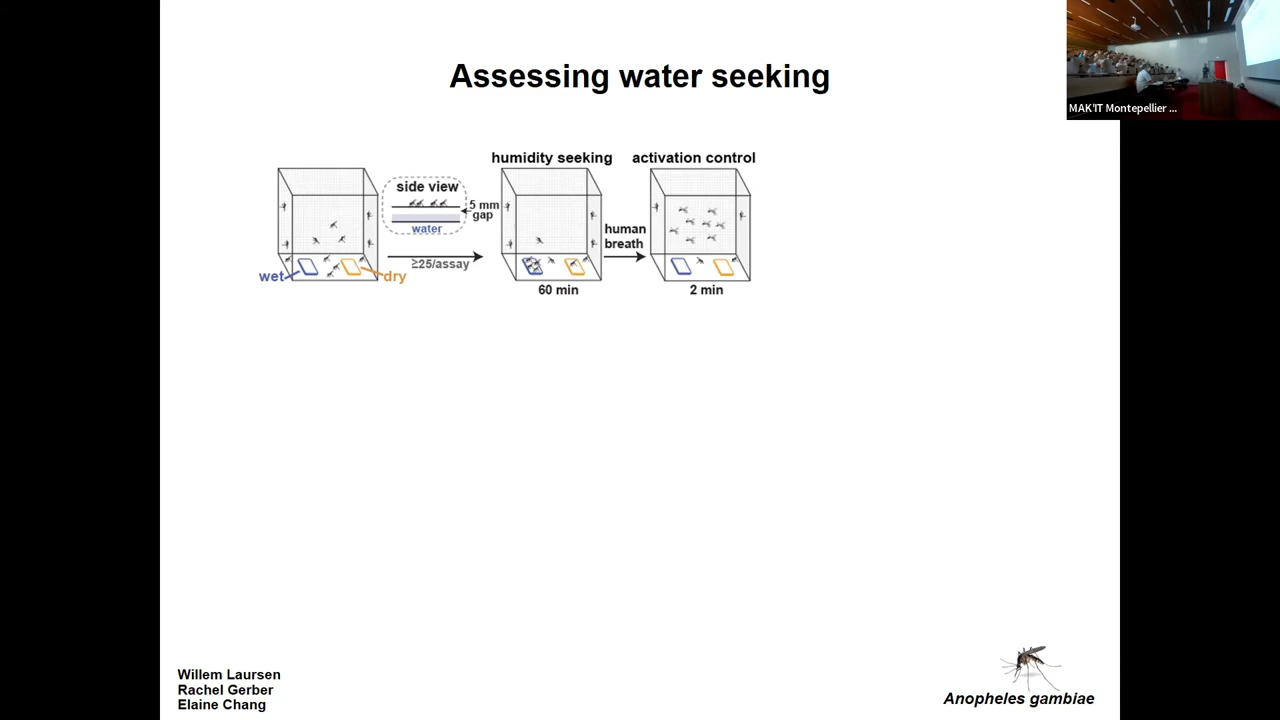 Assessing water seeking
MAK'IT Montepellier ...
humidity seeking
activation control
side view
5 mm
gap
water
human
breath
≥25/assay
wet
dry
60 min
2 min
Willem Laursen
Rachel Gerber
Elaine Chang
Anopheles gambiae